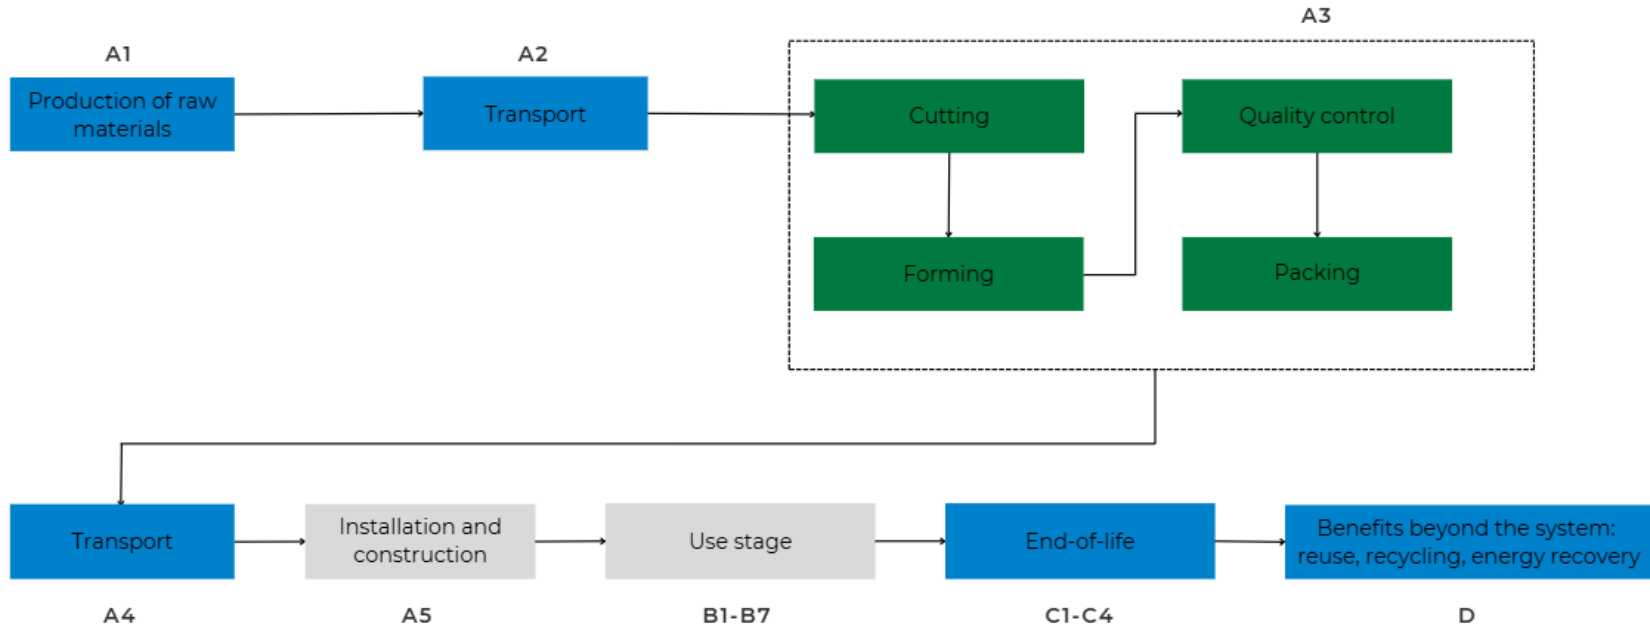 A3
A1
A2
Production of raw
materials
Transport
Cutting
Quality control
Forming
Packing
Transport
Installation and
construction
Use stage
End-of-life
Benefits beyond the system:
reuse, recycling, energy recovery
A4
A5
B1-B7
C1-C4
D